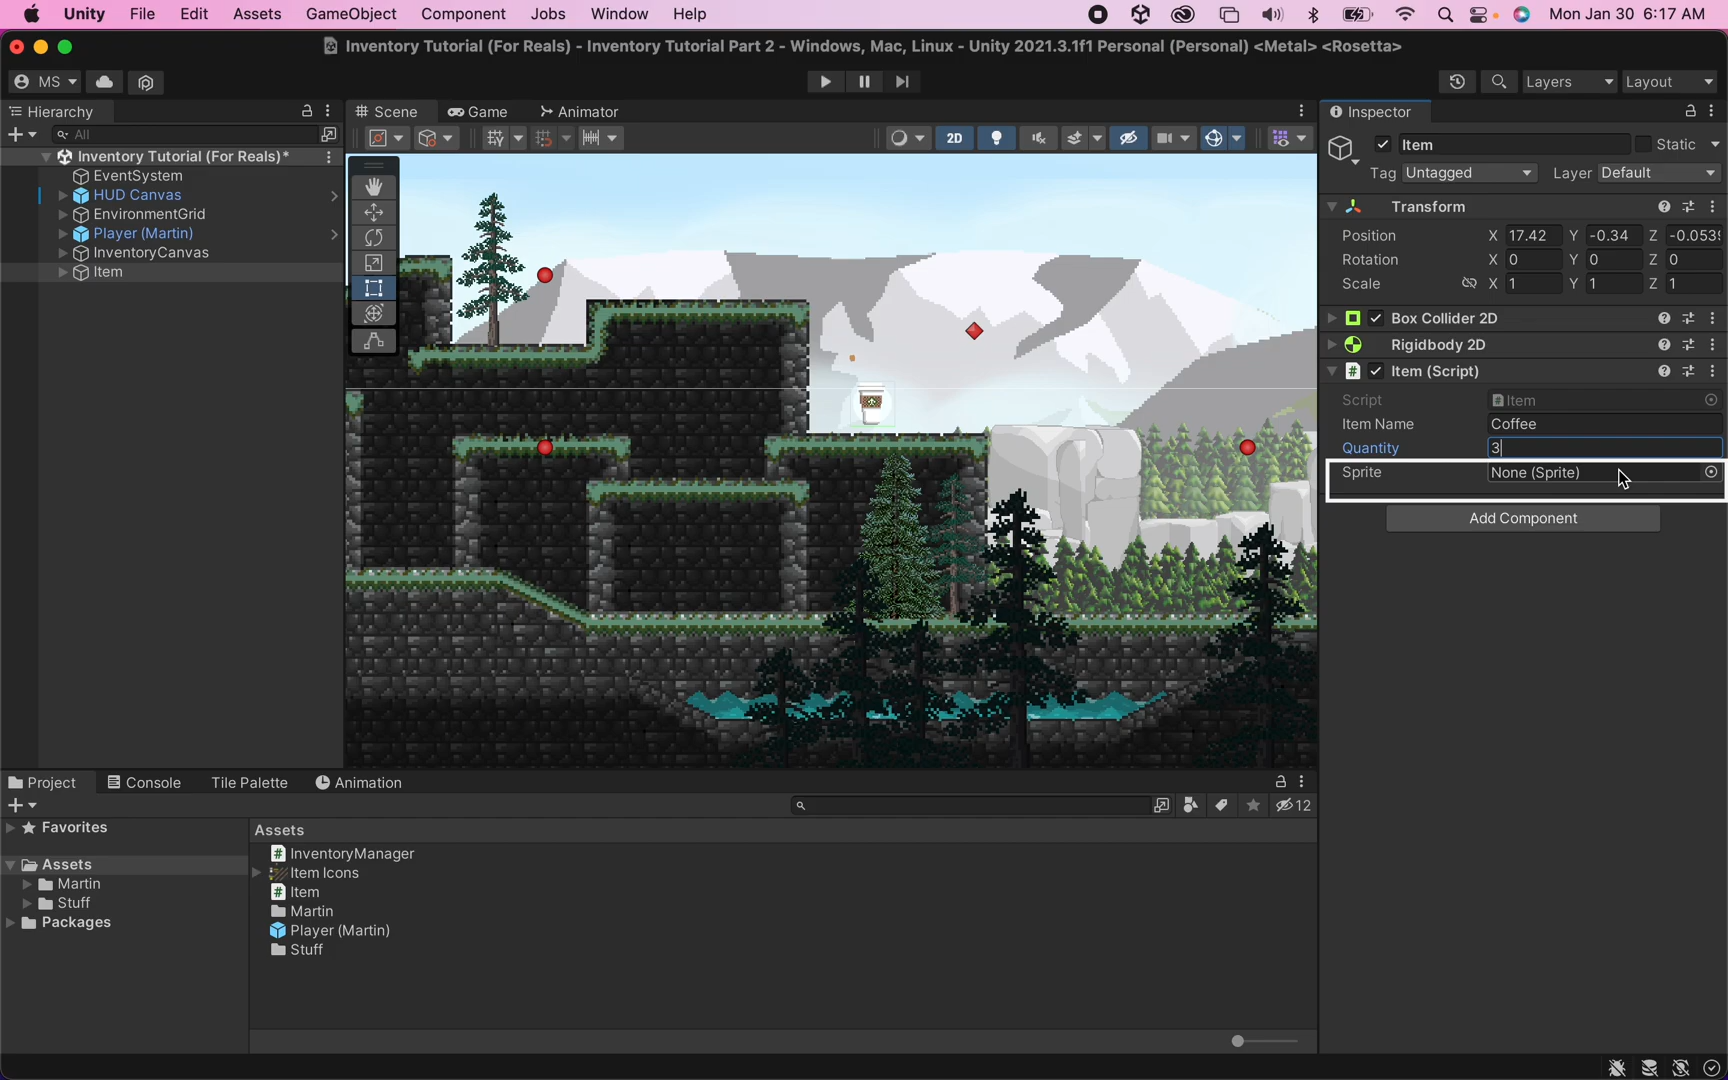 Unity File Edit Assets GameObject Component Jobs Window Help Mon Jan 30 6:17 AM
Inventory Tutorial (For Reals) - Inventory Tutorial Part 2 - Windows, Mac, Linux - Unity 2021.3.1f1 Personal (Personal) <Metal> <Rosetta>
MS Layers Layout
Hierarchy
All
Inventory Tutorial (For Reals)*
EventSystem
HUD Canvas
EnvironmentGrid
Player (Martin)
InventoryCanvas
Item
Scene Game Animator
2D
Inspector
Item Static
Tag Untagged Layer Default
Transform
Position X 17.42 Y -0.34 Z -0.0539
Rotation X 0 Y 0 Z 0
Scale X 1 Y 1 Z 1
Box Collider 2D
Rigidbody 2D
# Item (Script)
Script # Item
Item Name Coffee
Quantity 3
Sprite None (Sprite)
Add Component
Project Console Tile Palette Animation
12
Favorites
Assets
Martin
Stuff
Packages
Assets
# InventoryManager
Item Icons
# Item
Martin
Player (Martin)
Stuff